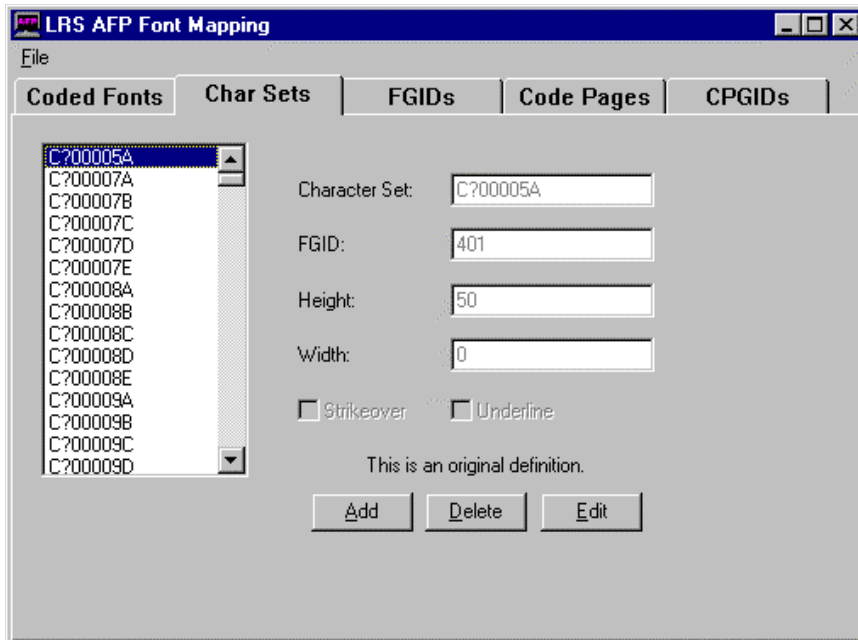 LRS AFP Font Mapping
File
Coded Fonts Char Sets FGIDs Code Pages CPGIDs
C?00005A
C?00007A
C?00007B
C?00007C
C?00007D
C?00007E
C?00008A
C?00008B
C?00008C
C?00008D
C?00008E
C?00009A
C?00009B
C?00009C
C?00009D
Character Set: C?00005A
FGID: 401
Height: 50
Width: 0
Strikeover Underline
This is an original definition.
Add Delete Edit